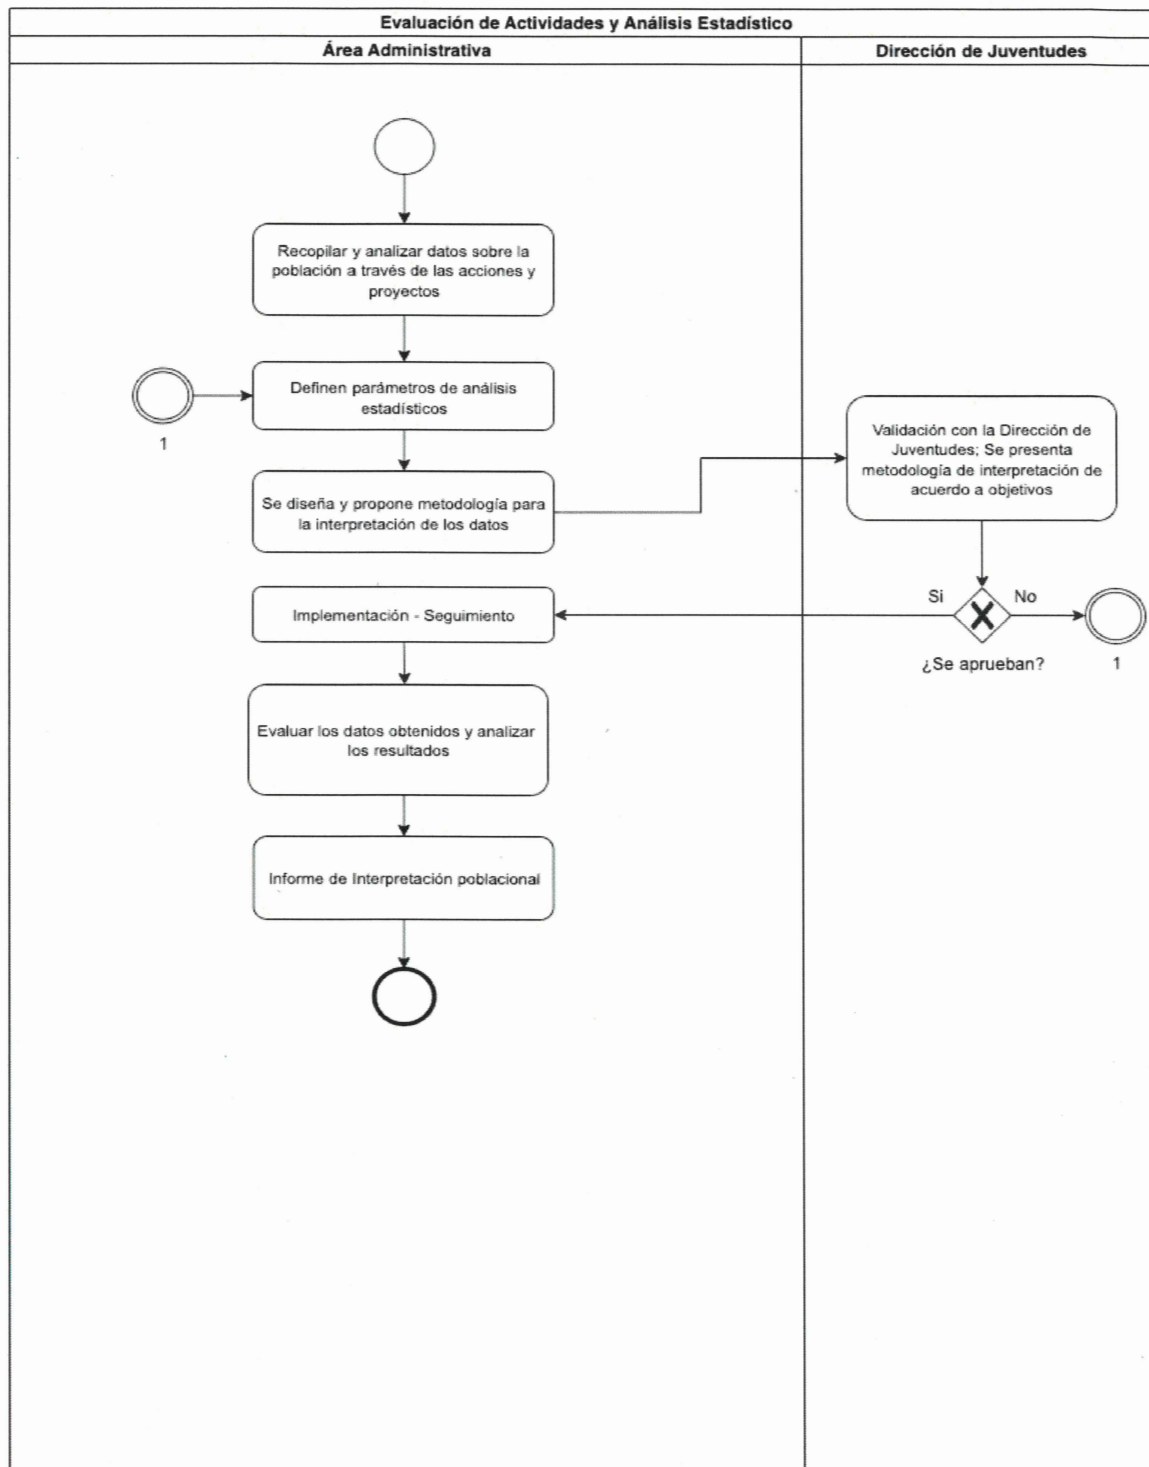 Evaluación de Actividades y Análisis Estadístico
Área Administrativa
Dirección de Juventudes
Recopilar y analizar datos sobre la
población a través de las acciones y
proyectos
Definen parámetros de análisis
estadísticos
1
Se diseña y propone metodología para
la interpretación de los datos
Validación con la Dirección de
Juventudes; Se presenta
metodología de interpretación de
acuerdo a objetivos
Si
No
¿Se aprueban?
1
Implementación - Seguimiento
Evaluar los datos obtenidos y analizar
los resultados
Informe de Interpretación poblacional